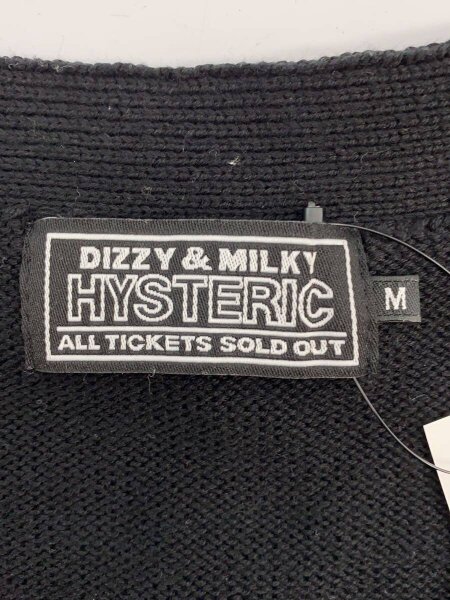 DIZZY & MILKY
HYSTERIC
ALL TICKETS SOLD OUT
M